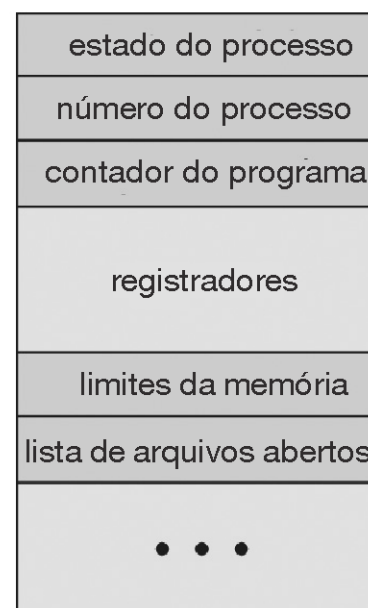 estado do processo
número do processo
contador do programa
registradores
limites da memória
lista de arquivos abertos
• • •